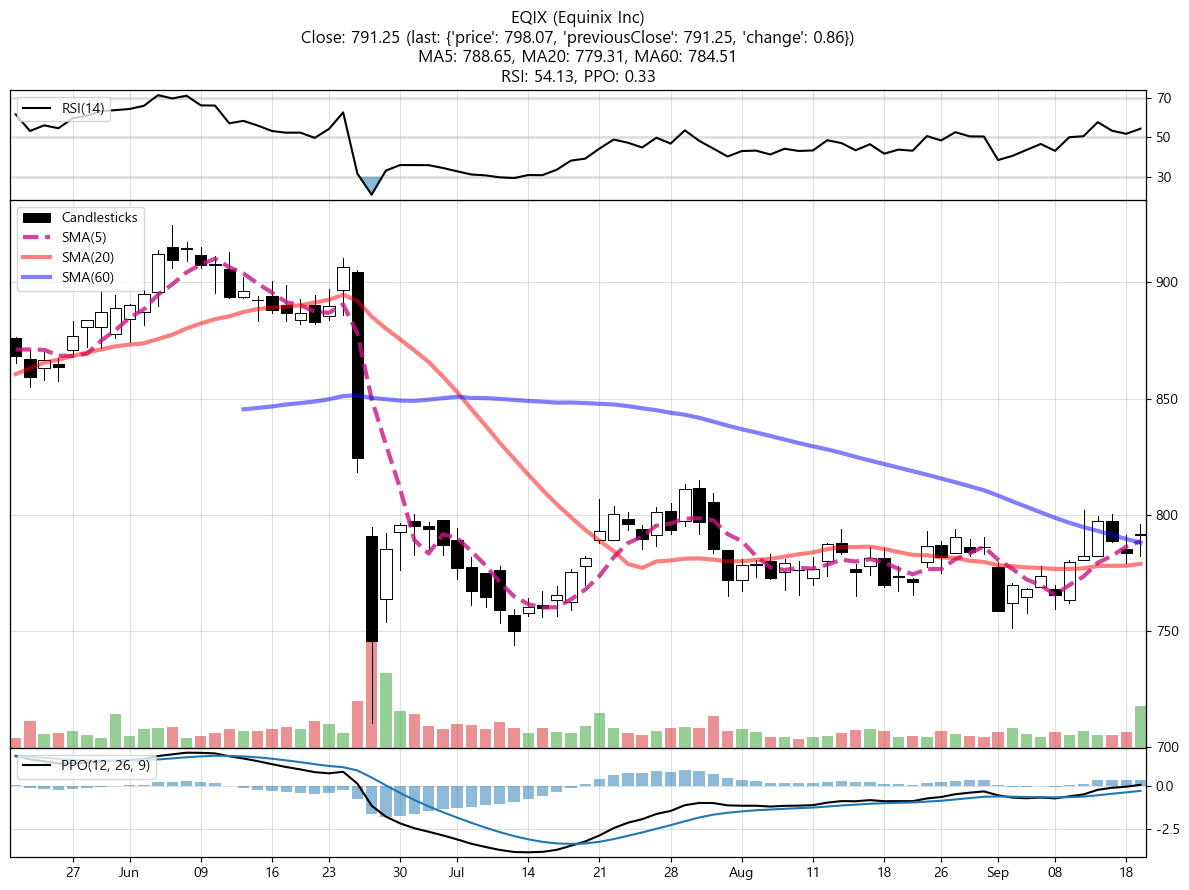 EQIX (Equinix Inc)
Close: 791.25 (last: {'price': 798.07, 'previousClose': 791.25, 'change': 0.86})
MA5: 788.65, MA20: 779.31, MA60: 784.51
RSI: 54.13, PPO: 0.33
RSI(14)
70
50
30
Candlesticks
SMA(5)
SMA(20)
SMA(60)
900
850
800
750
700
PPO(12, 26, 9)
0.0
−2.5
27 Jun 09 16 23 30 Jul 14 21 28 Aug 11 18 26 Sep 08 18